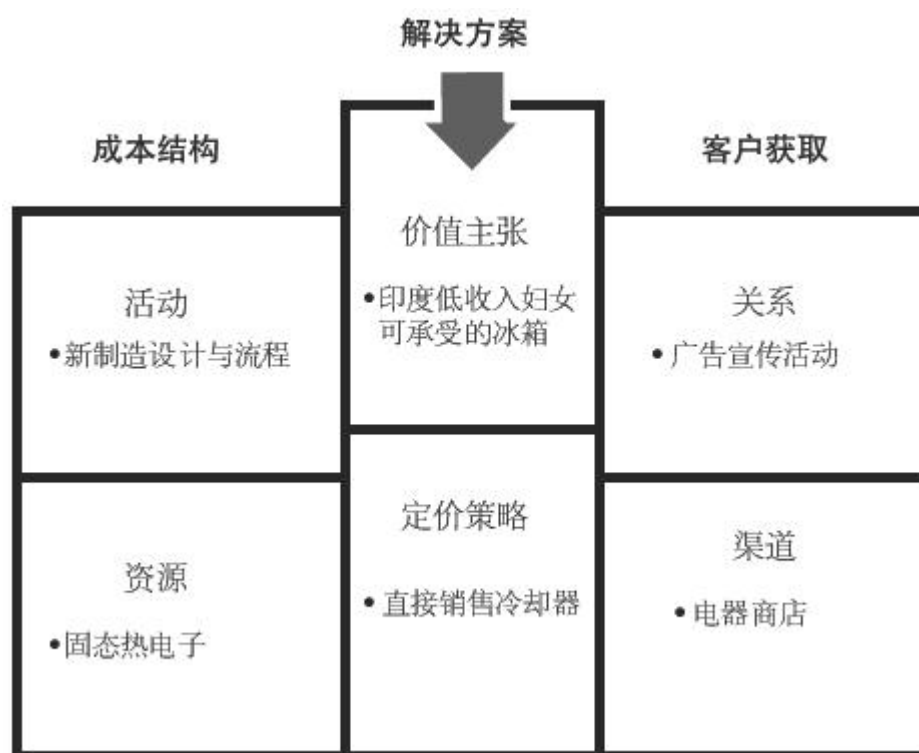 解决方案
成本结构
客户获取
价值主张
•印度低收入妇女
可承受的冰箱
活动
•新制造设计与流程
关系
•广告宣传活动
定价策略
•直接销售冷却器
资源
•固态热电子
渠道
•电器商店